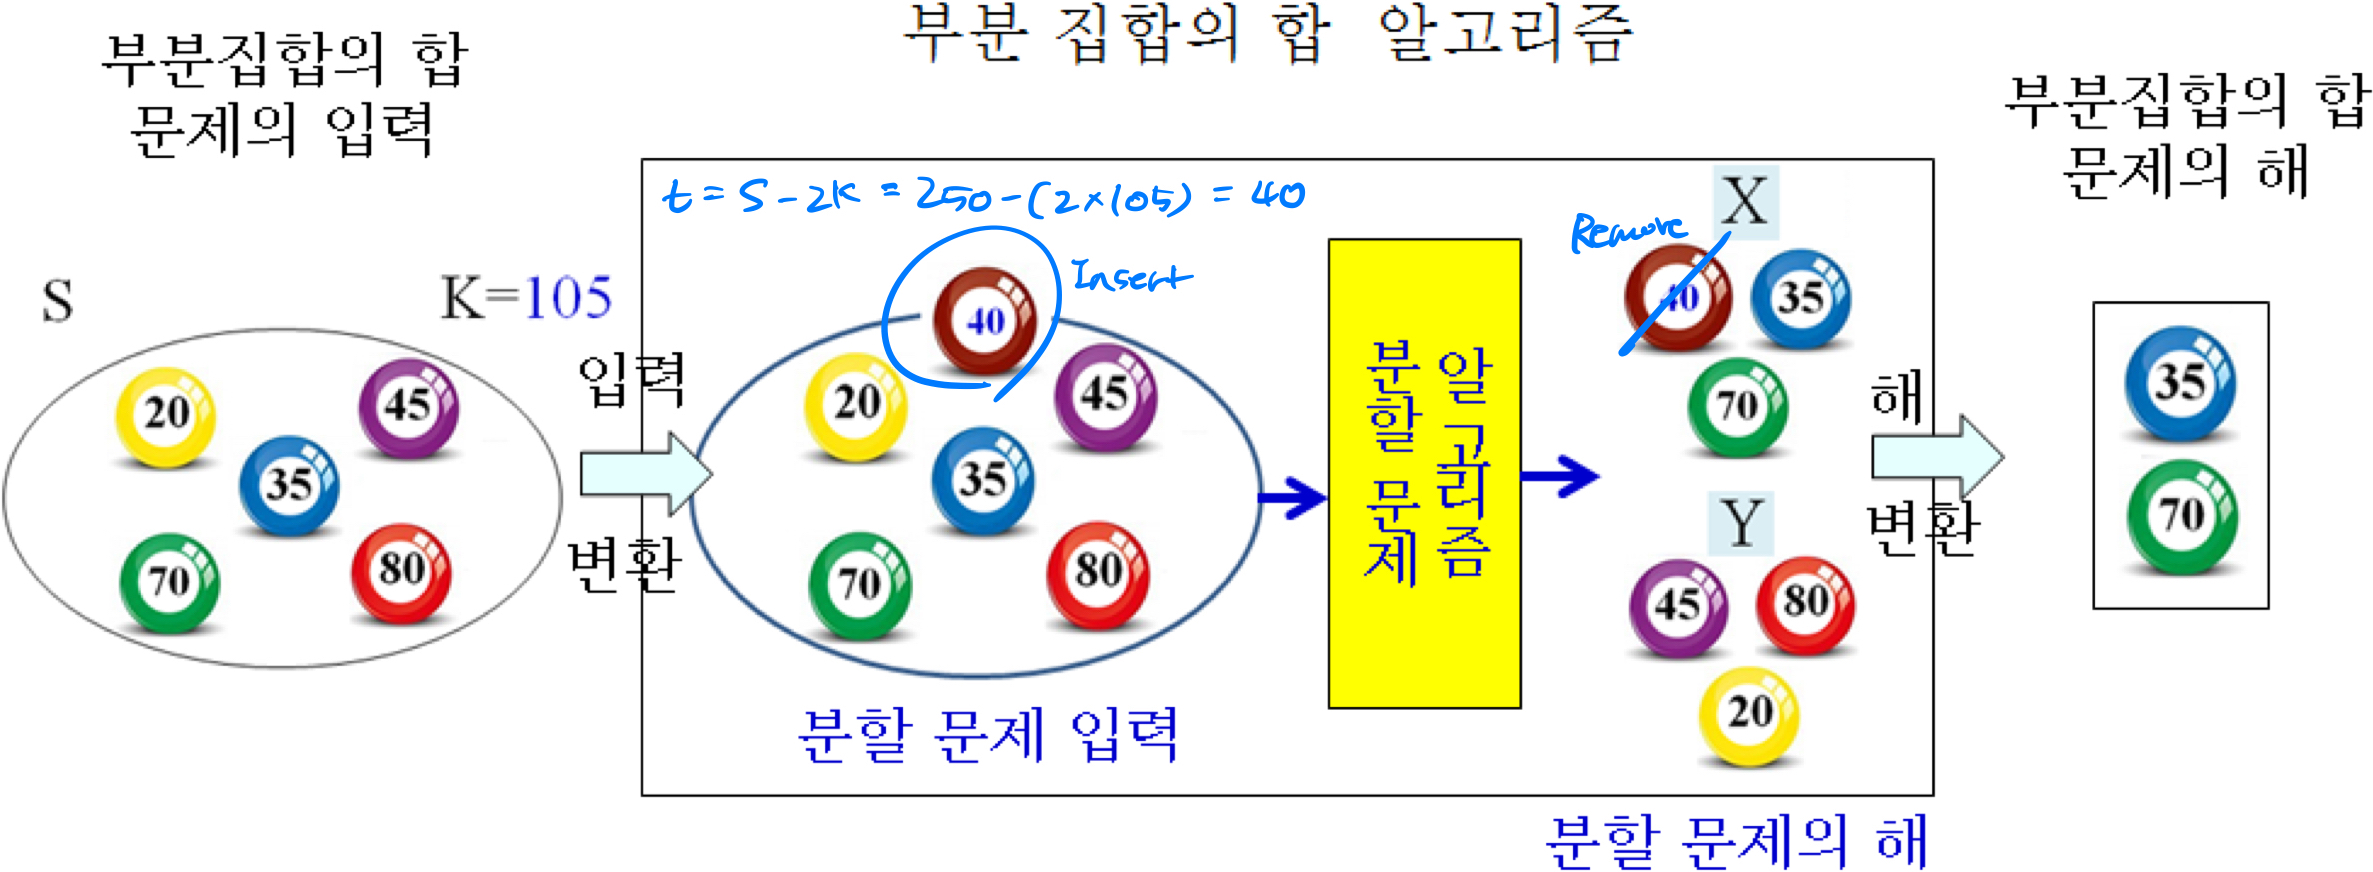 부분 집합의 합 알고리즘
부분집합의 합
문제의 입력
S
K=105
20
45
35
70
80
입력
변환
t = S - 2K = 250 - (2×105) = 40
Insert
40
20
45
35
70
80
분할 문제 입력
분할 문제
알고리즘
Remove
X
40
35
70
Y
45
80
20
분할 문제의 해
해
변환
부분집합의 합
문제의 해
35
70